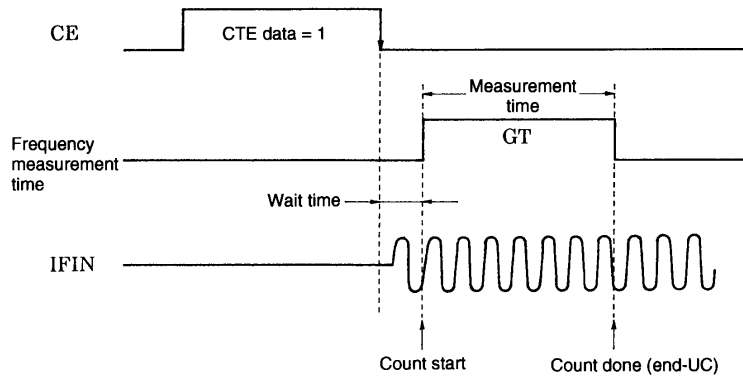 CE
CTE data = 1
Measurement
time
GT
Frequency
measurement
time
Wait time
IFIN
Count start
Count done (end-UC)